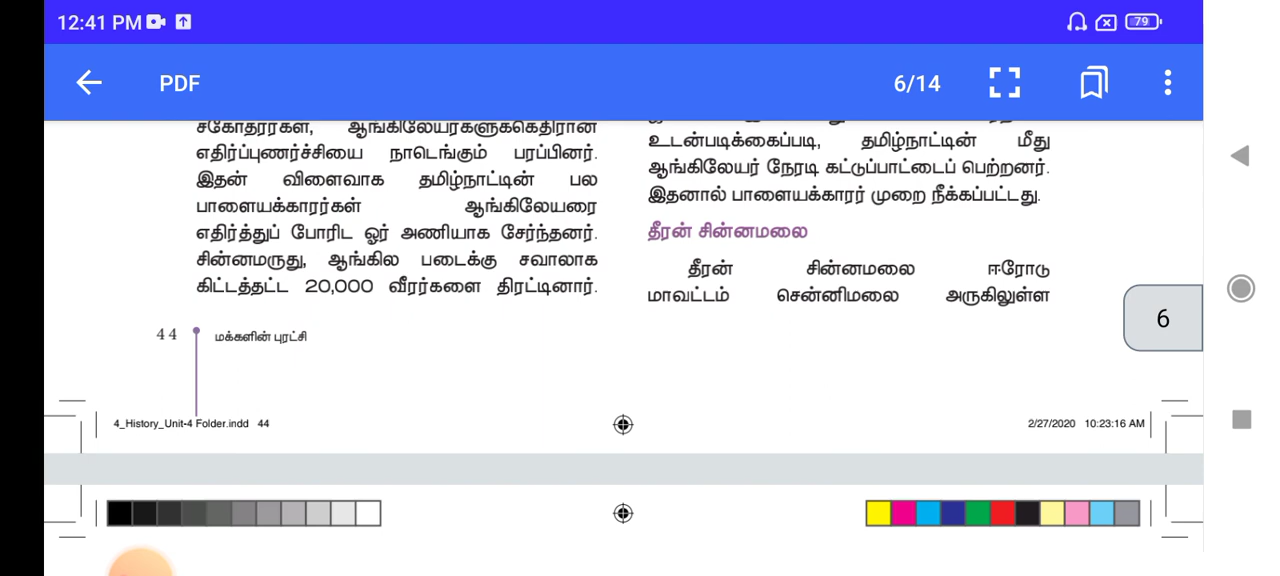 12:41 PM
79
PDF
6/14
சகோதரர்கள், ஆங்கிலேயர்களுக்கெதிரான
எதிர்ப்புணர்ச்சியை நாடெங்கும் பரப்பினர்.
இதன் விளைவாக தமிழ்நாட்டின் பல
பாளையக்காரர்கள் ஆங்கிலேயரை
எதிர்த்துப் போரிட ஓர் அணியாக சேர்ந்தனர்.
சின்னமருது, ஆங்கில படைக்கு சவாலாக
கிட்டத்தட்ட 20,000 வீரர்களை திரட்டினார்.
உடன்படிக்கைப்படி, தமிழ்நாட்டின் மீது
ஆங்கிலேயர் நேரடி கட்டுப்பாட்டைப் பெற்றனர்.
இதனால் பாளையக்காரர் முறை நீக்கப்பட்டது.
தீரன் சின்னமலை
தீரன் சின்னமலை ஈரோடு
மாவட்டம் சென்னிமலை அருகிலுள்ள
6
44 மக்களின் புரட்சி
4_History_Unit-4 Folder.indd 44
2/27/2020 10:23:16 AM